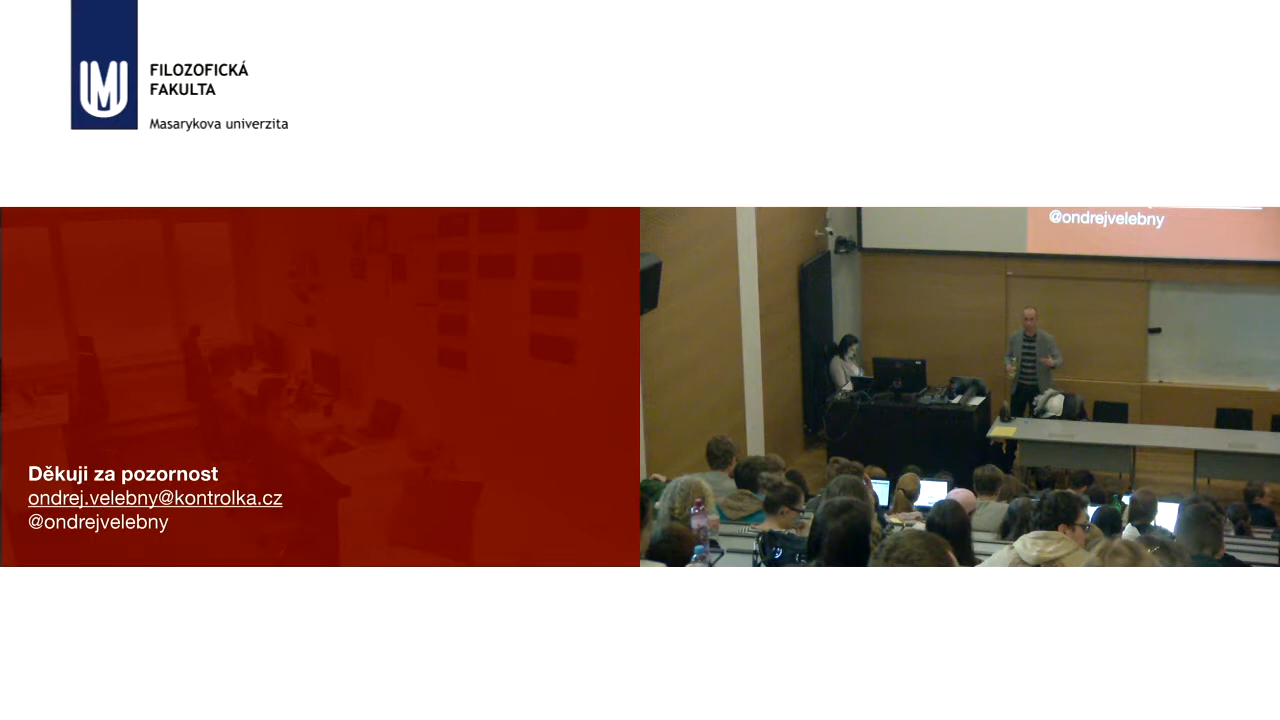 FILOZOFICKÁ
FAKULTA
Masarykova univerzita
Děkuji za pozornost
ondrej.velebny@kontrolka.cz
@ondrejvelebny
@ondrejvelebny